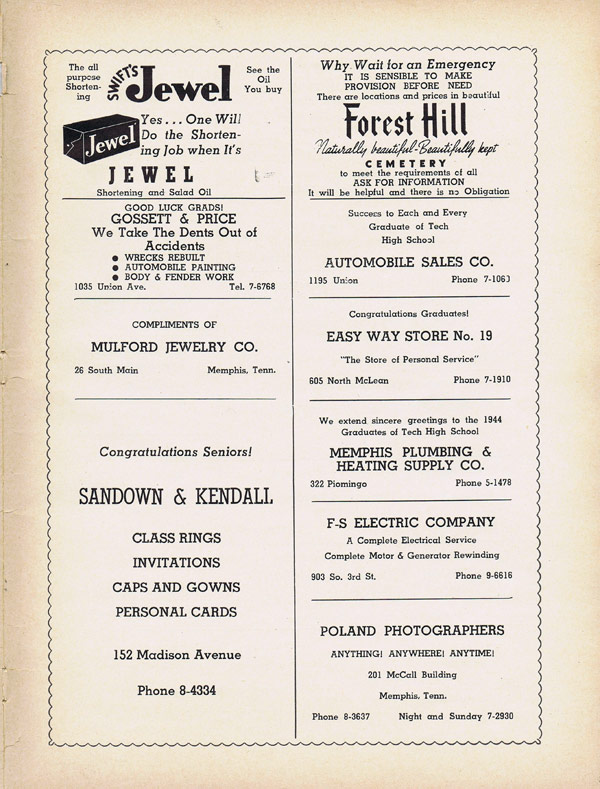 The all
purpose
Shorten-
ing
SWIFT'S
Jewel
See the
Oil
You buy
Jewel
Yes... One Will
Do the Shorten-
ing Job when It's
JEWEL
Shortening and Salad Oil
GOOD LUCK GRADS!
GOSSETT & PRICE
We Take The Dents Out of
Accidents
● WRECKS REBUILT
● AUTOMOBILE PAINTING
● BODY & FENDER WORK
1035 Union Ave. Tel. 7-6768
COMPLIMENTS OF
MULFORD JEWELRY CO.
26 South Main Memphis, Tenn.
Congratulations Seniors!
SANDOWN & KENDALL
CLASS RINGS
INVITATIONS
CAPS AND GOWNS
PERSONAL CARDS
152 Madison Avenue
Phone 8-4334
Why Wait for an Emergency
IT IS SENSIBLE TO MAKE
PROVISION BEFORE NEED
There are locations and prices in beautiful
Forest Hill
Naturally beautiful-Beautifully kept
CEMETERY
to meet the requirements of all
ASK FOR INFORMATION
It will be helpful and there is no Obligation
Success to Each and Every
Graduate of Tech
High School
AUTOMOBILE SALES CO.
1195 Union Phone 7-1063
Congratulations Graduates!
EASY WAY STORE No. 19
"The Store of Personal Service"
605 North McLean Phone 7-1910
We extend sincere greetings to the 1944
Graduates of Tech High School
MEMPHIS PLUMBING &
HEATING SUPPLY CO.
322 Piomingo Phone 5-1478
F-S ELECTRIC COMPANY
A Complete Electrical Service
Complete Motor & Generator Rewinding
903 So. 3rd St. Phone 9-6616
POLAND PHOTOGRAPHERS
ANYTHING! ANYWHERE! ANYTIME!
201 McCall Building
Memphis, Tenn.
Phone 8-3637 Night and Sunday 7-2930